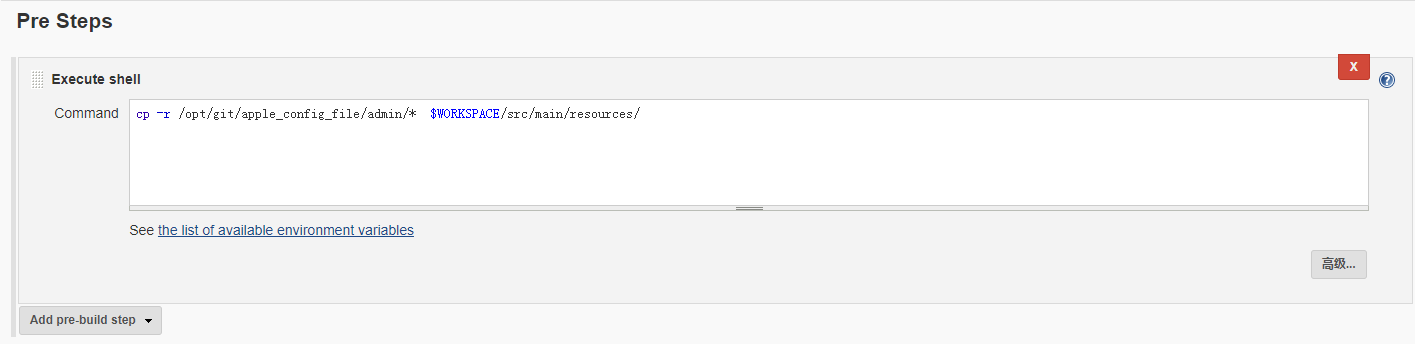 Pre Steps
X
Execute shell
Command
cp -r /opt/git/apple_config_file/admin/*  $WORKSPACE/src/main/resources/
See the list of available environment variables
高级...
Add pre-build step